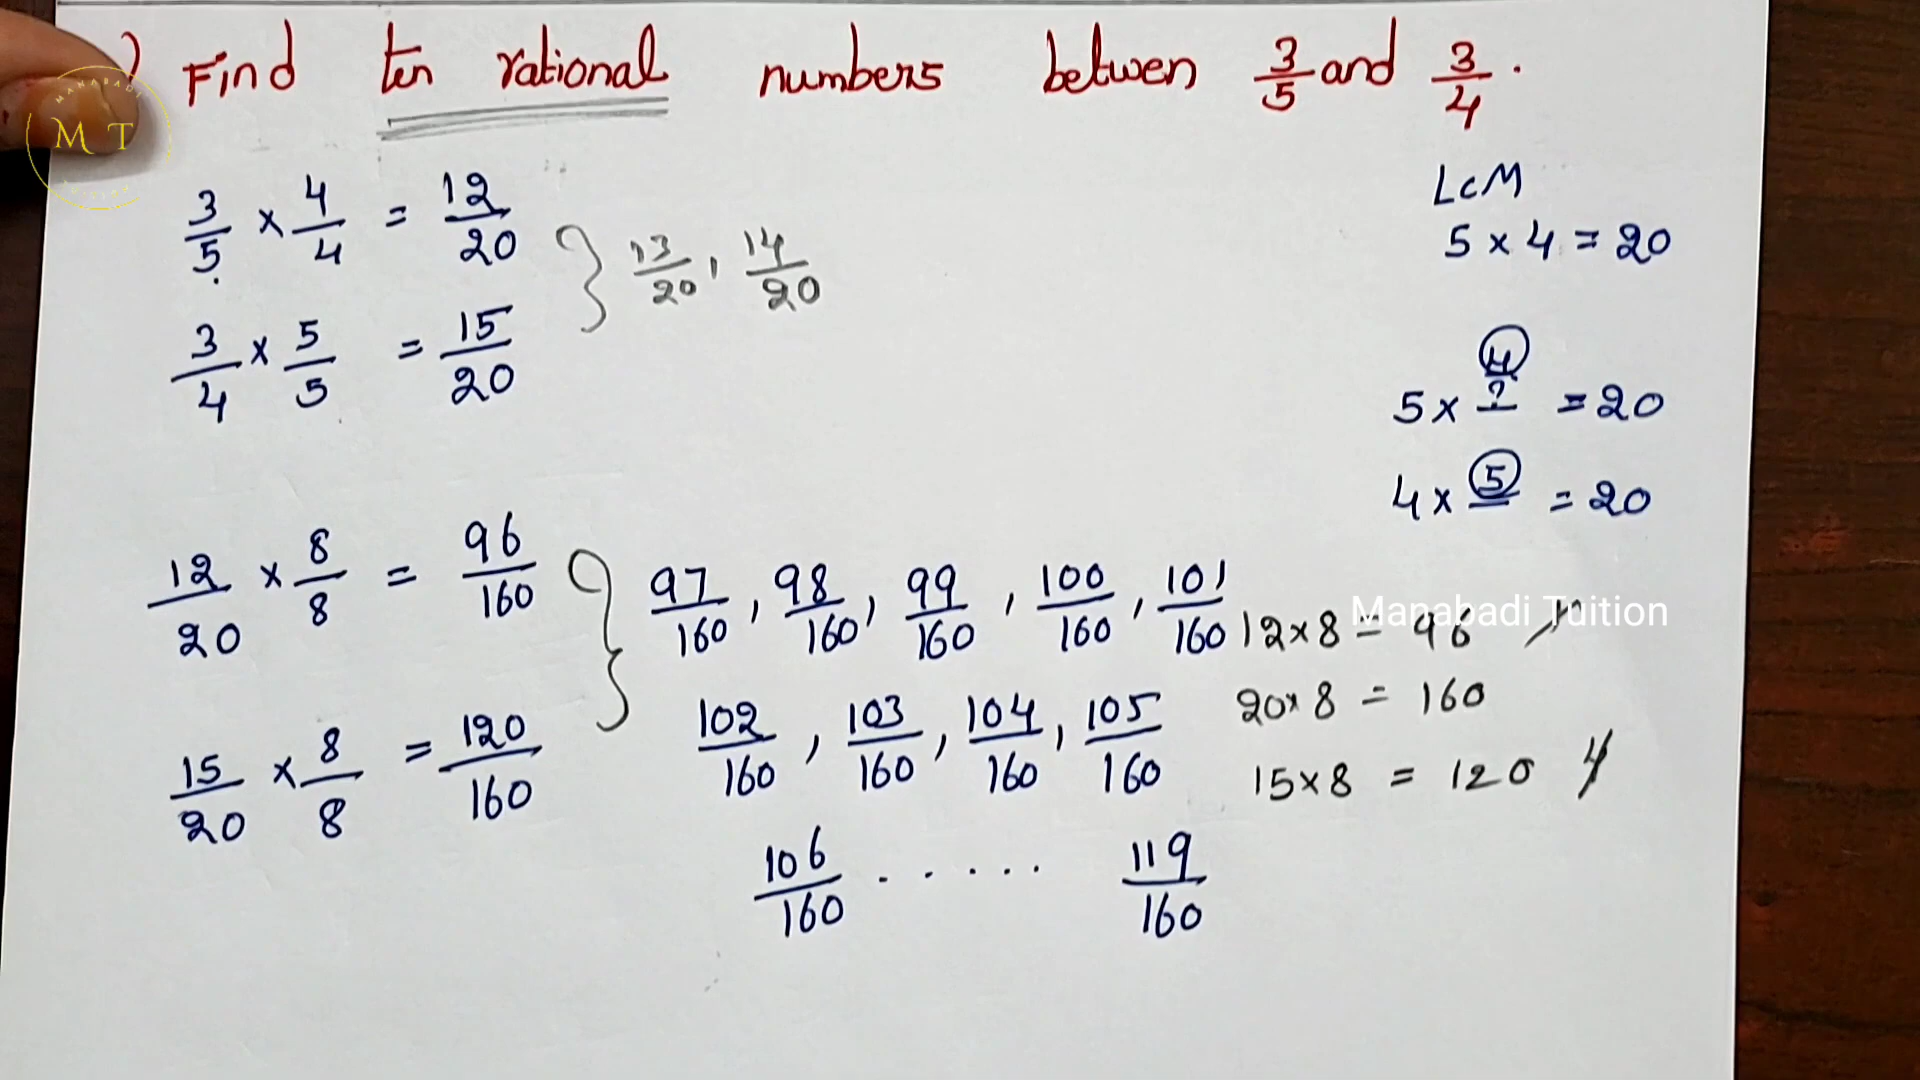 ) Find ten rational numbers betwen 3/5 and 3/4 .
MANABADI
M T
TUITION
3/5 × 4/4 = 12/20 } 13/20 , 14/20
3/4 × 5/5 = 15/20
LCM
5 × 4 = 20
5 × 4 ? = 20
4 × 5 = 20
12/20 × 8/8 = 96/160 } 97/160 , 98/160 , 99/160 , 100/160 , 101/160
15/20 × 8/8 = 120/160
102/160 , 103/160 , 104/160 , 105/160
106/160 . . . . . . 119/160
Manabadi Tuition
12×8 = 96
20×8 = 160
15×8 = 120